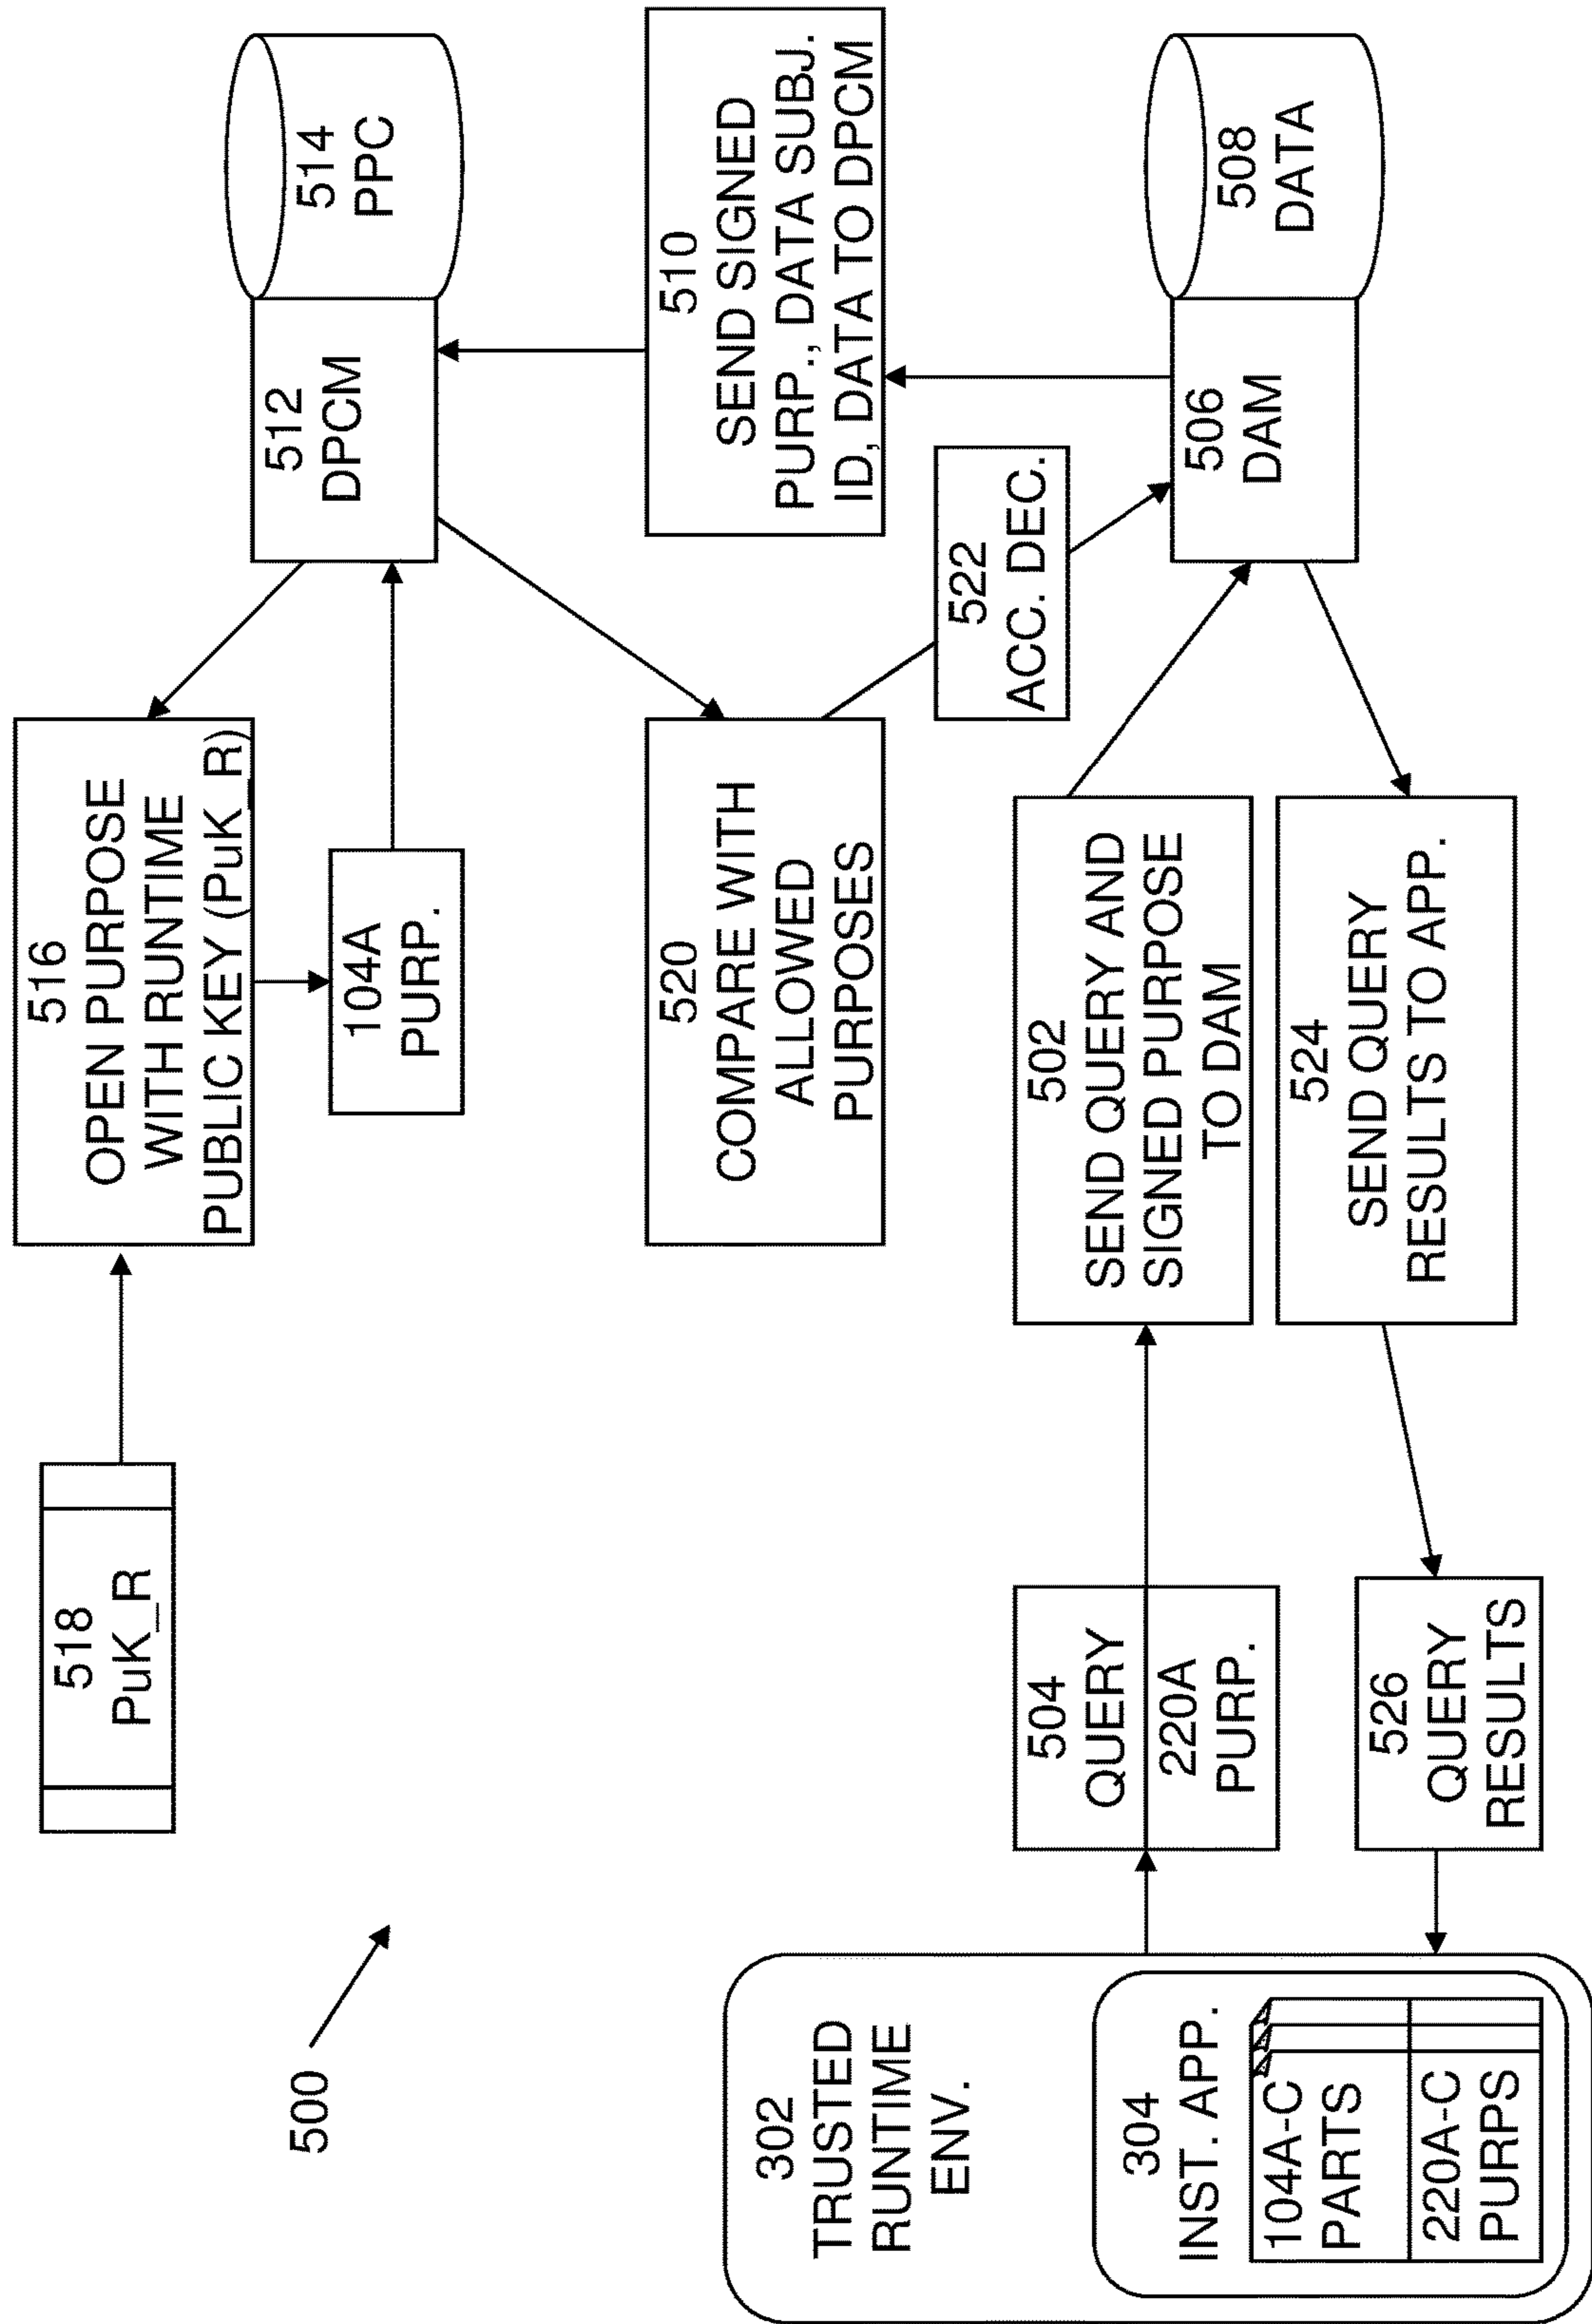 500
518
PuK_R
516
OPEN PURPOSE
WITH RUNTIME
PUBLIC KEY (PuK_R)
104A
PURP.
512
DPCM
514
PPC
520
COMPARE WITH
ALLOWED
PURPOSES
510
SEND SIGNED
PURP., DATA SUBJ.
ID, DATA TO DPCM
522
ACC. DEC.
302
TRUSTED
RUNTIME
ENV.
304
INST. APP.
104A-C
PARTS
220A-C
PURPS
504
QUERY
220A
PURP.
502
SEND QUERY AND
SIGNED PURPOSE
TO DAM
506
DAM
508
DATA
524
SEND QUERY
RESULTS TO APP.
526
QUERY
RESULTS